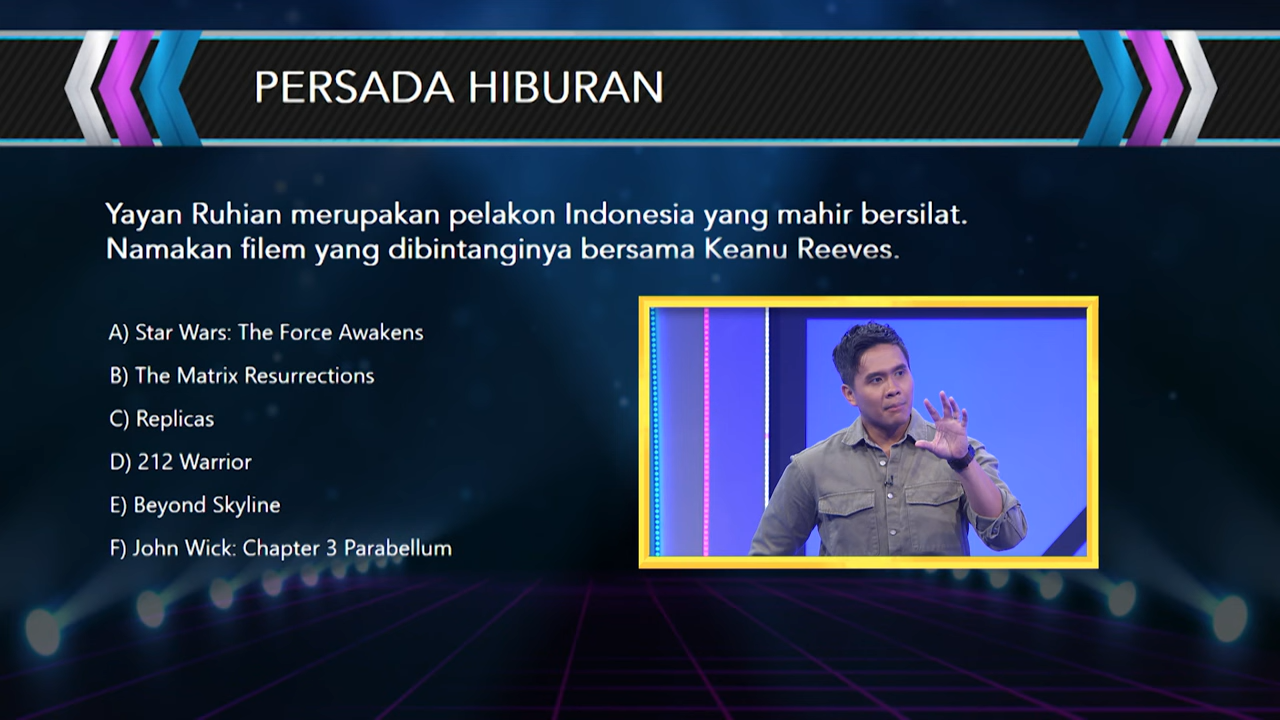 PERSADA HIBURAN
Yayan Ruhian merupakan pelakon Indonesia yang mahir bersilat.
Namakan filem yang dibintanginya bersama Keanu Reeves.
A) Star Wars: The Force Awakens
B) The Matrix Resurrections
C) Replicas
D) 212 Warrior
E) Beyond Skyline
F) John Wick: Chapter 3 Parabellum